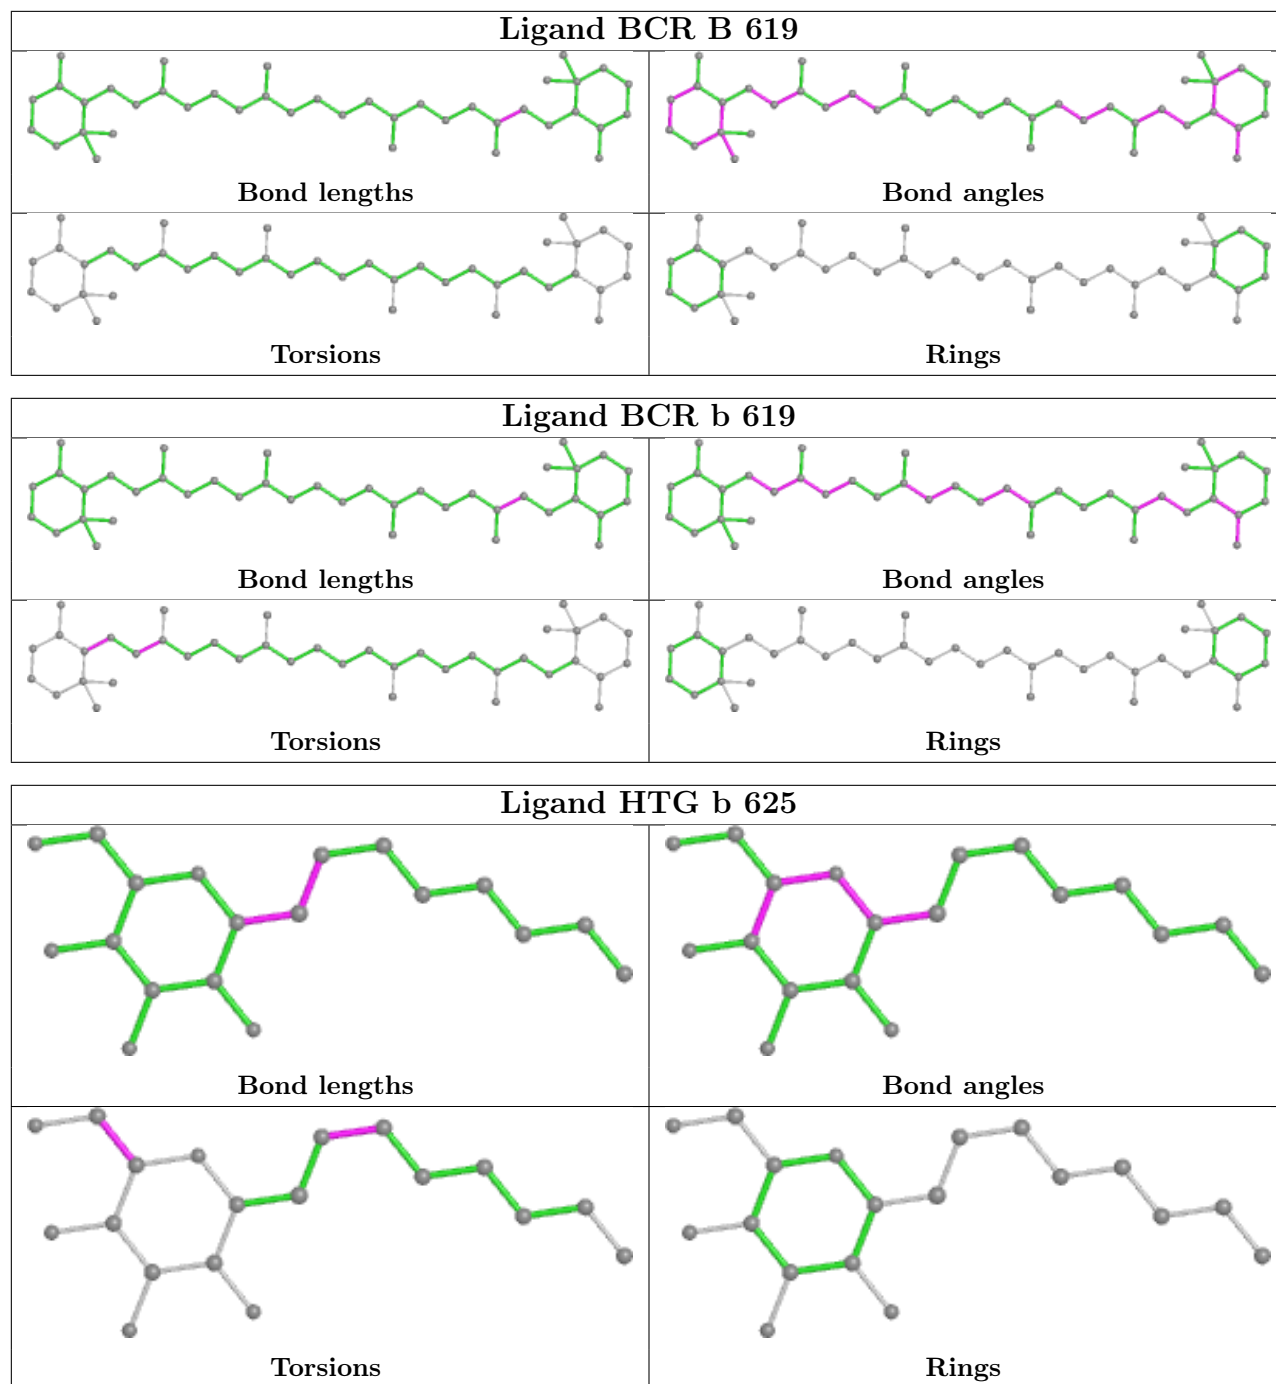 Ligand BCR B 619
Bond lengths
Bond angles
Torsions
Rings
Ligand BCR b 619
Bond lengths
Bond angles
Torsions
Rings
Ligand HTG b 625
Bond lengths
Bond angles
Torsions
Rings